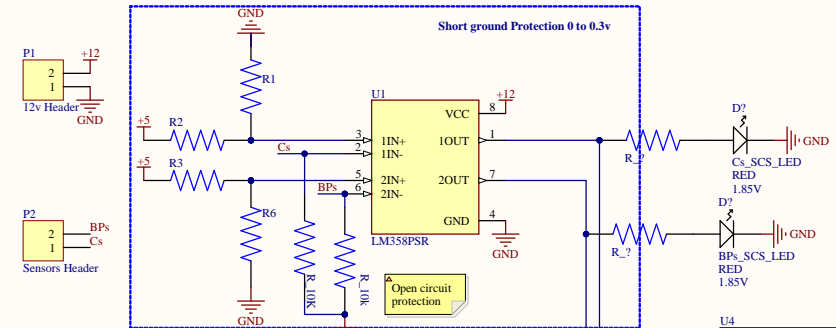 GND
Short ground Protection 0 to 0.3v
P1
+12
2
1
12v Header
GND
R1
U1
+12
8
VCC
+5
R2
3
1IN+
1OUT
1
Cs
2
1IN-
+5
R3
5
2IN+
2OUT
7
BPs
6
2IN-
GND
4
LM358PSR
GND
R6
R_10K
R_10k
GND
Open circuit
protection
P2
2
BPs
1
Cs
Sensors Header
R_?
D?
GND
Cs_SCS_LED
RED
1.85V
R_?
D?
GND
BPs_SCS_LED
RED
1.85V
U4